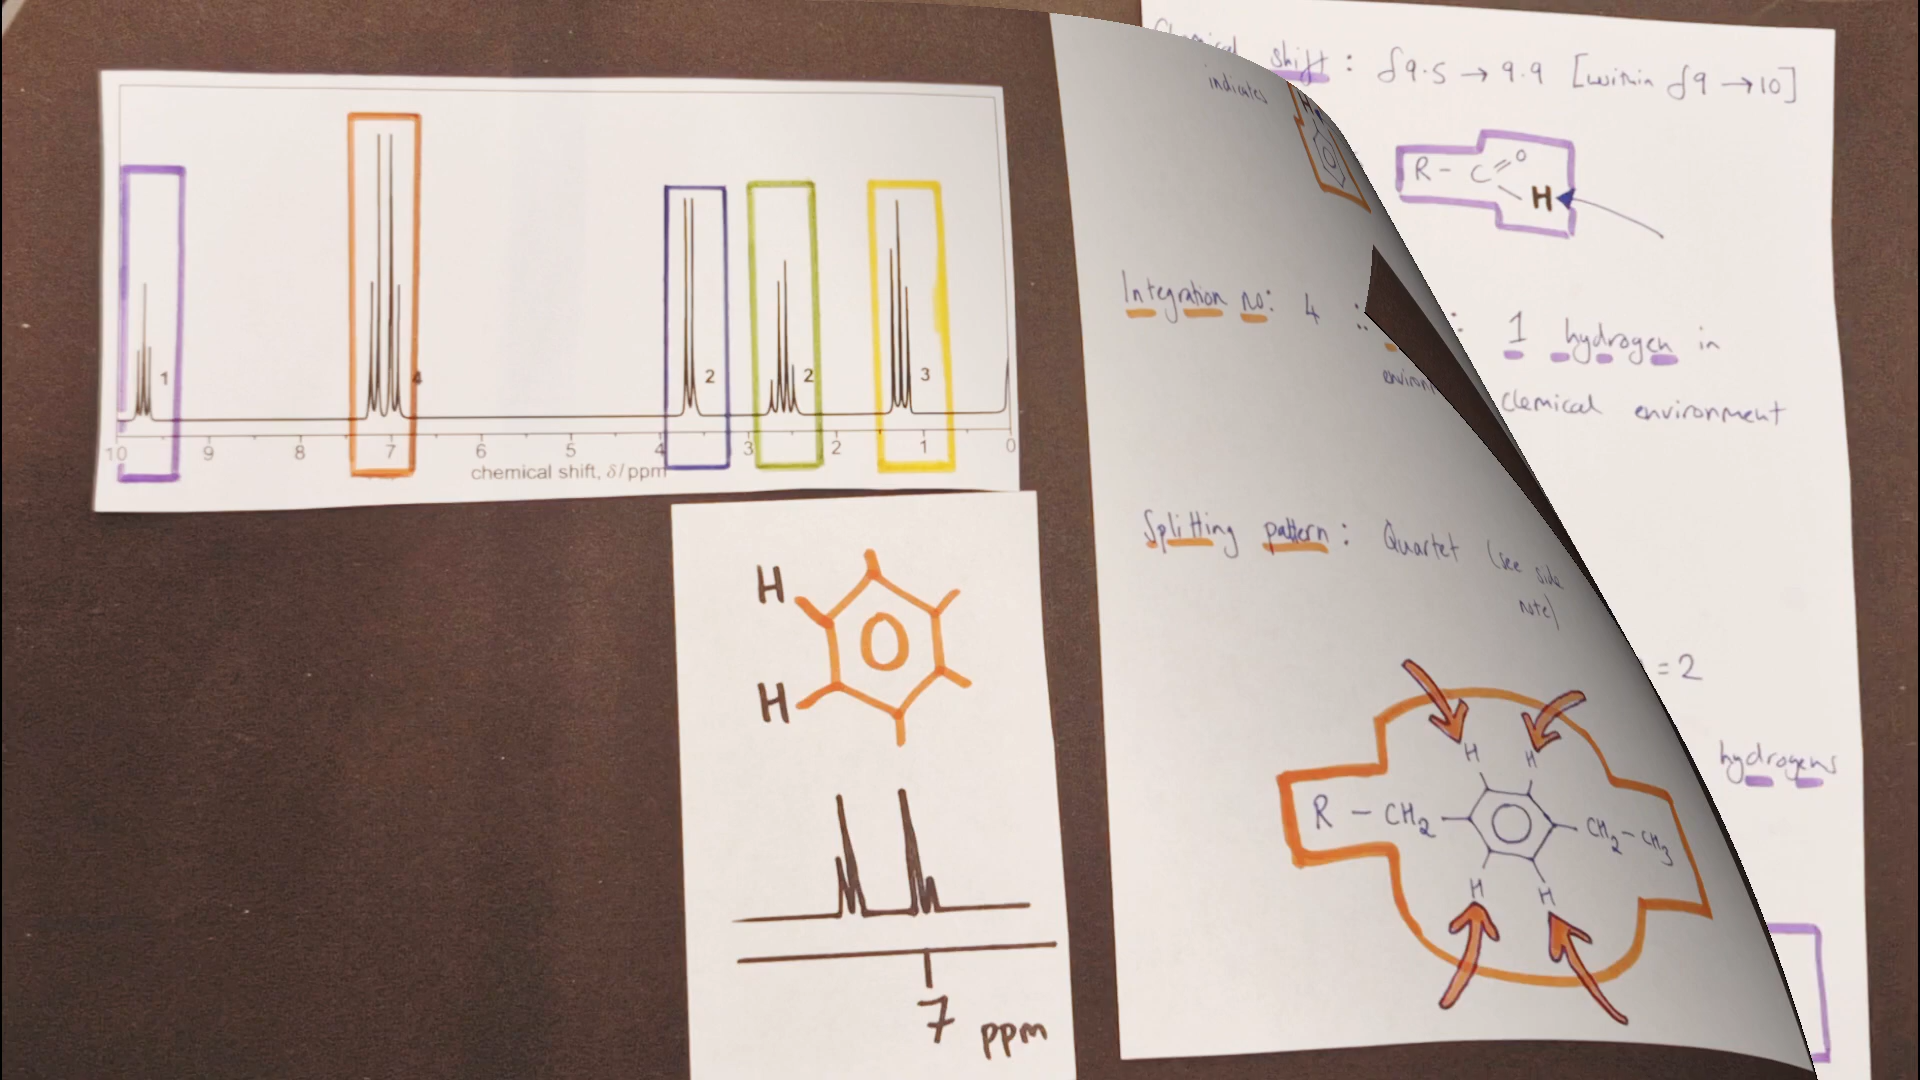 1
4
2
2
3
10 9 8 7 6 5 4 3 2 1 0
chemical shift, δ/ppm
H
H
7 ppm
indicates
Integration no: 4 ∴
Splitting pattern: Quartet (see side
note)
H H
R - CH2 CH2-CH3
H H
shift: δ9.5 → 9.9 [within δ9 → 10]
R - C O
H
1 hydrogen in
chemical environment
= 2
hydrogens